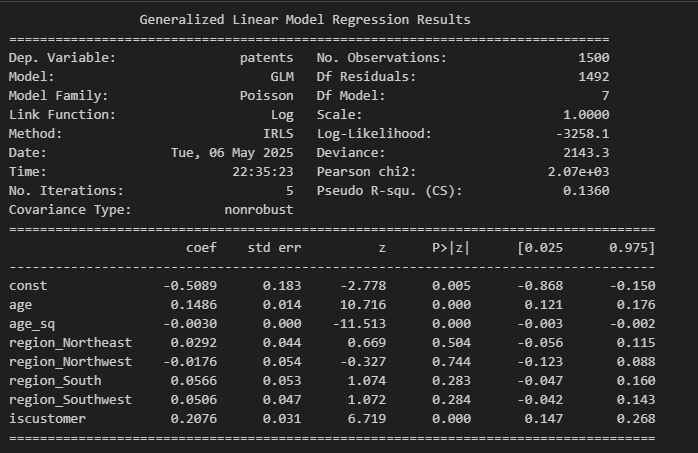 Generalized Linear Model Regression Results
==============================================================================
Dep. Variable: patents No. Observations: 1500
Model: GLM Df Residuals: 1492
Model Family: Poisson Df Model: 7
Link Function: Log Scale: 1.0000
Method: IRLS Log-Likelihood: -3258.1
Date: Tue, 06 May 2025 Deviance: 2143.3
Time: 22:35:23 Pearson chi2: 2.07e+03
No. Iterations: 5 Pseudo R-squ. (CS): 0.1360
Covariance Type: nonrobust
====================================================================================
coef std err z P>|z| [0.025 0.975]
------------------------------------------------------------------------------------
const -0.5089 0.183 -2.778 0.005 -0.868 -0.150
age 0.1486 0.014 10.716 0.000 0.121 0.176
age_sq -0.0030 0.000 -11.513 0.000 -0.003 -0.002
region_Northeast 0.0292 0.044 0.669 0.504 -0.056 0.115
region_Northwest -0.0176 0.054 -0.327 0.744 -0.123 0.088
region_South 0.0566 0.053 1.074 0.283 -0.047 0.160
region_Southwest 0.0506 0.047 1.072 0.284 -0.042 0.143
iscustomer 0.2076 0.031 6.719 0.000 0.147 0.268
====================================================================================